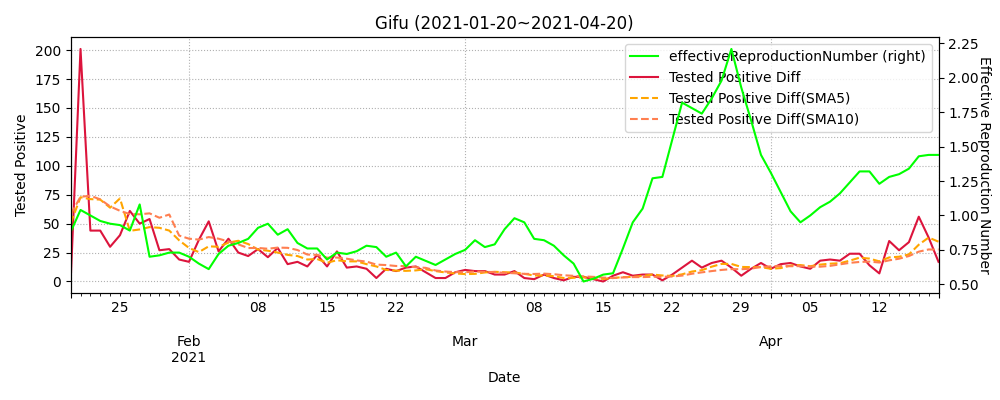 Gifu (2021-01-20~2021-04-20)
effectiveReproductionNumber (right)
Tested Positive Diff
Tested Positive Diff(SMA5)
Tested Positive Diff(SMA10)
Tested Positive
200
175
150
125
100
75
50
25
0
2.25
2.00
1.75
1.50
1.25
1.00
0.75
0.50
Effective Reproduction Number
25 08 15 22 08 15 22 05 12
Feb Mar Apr
2021
Date